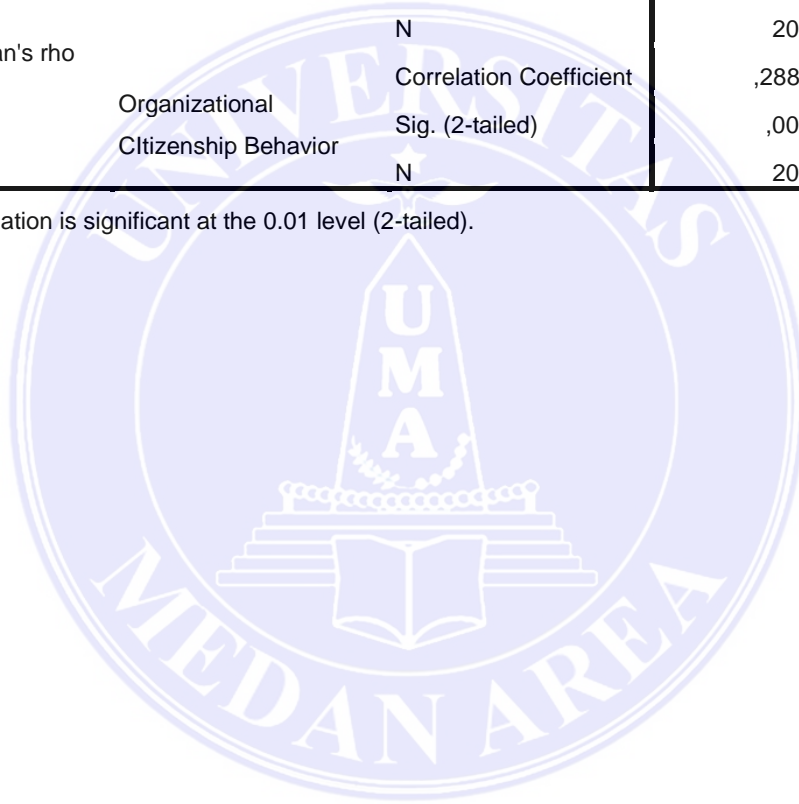 N 20
an's rho
Correlation Coefficient ,288
Organizational
CItizenship Behavior
Sig. (2-tailed) ,00
N 20
ation is significant at the 0.01 level (2-tailed).
UNIVERSITAS
UMA
MEDAN AREA